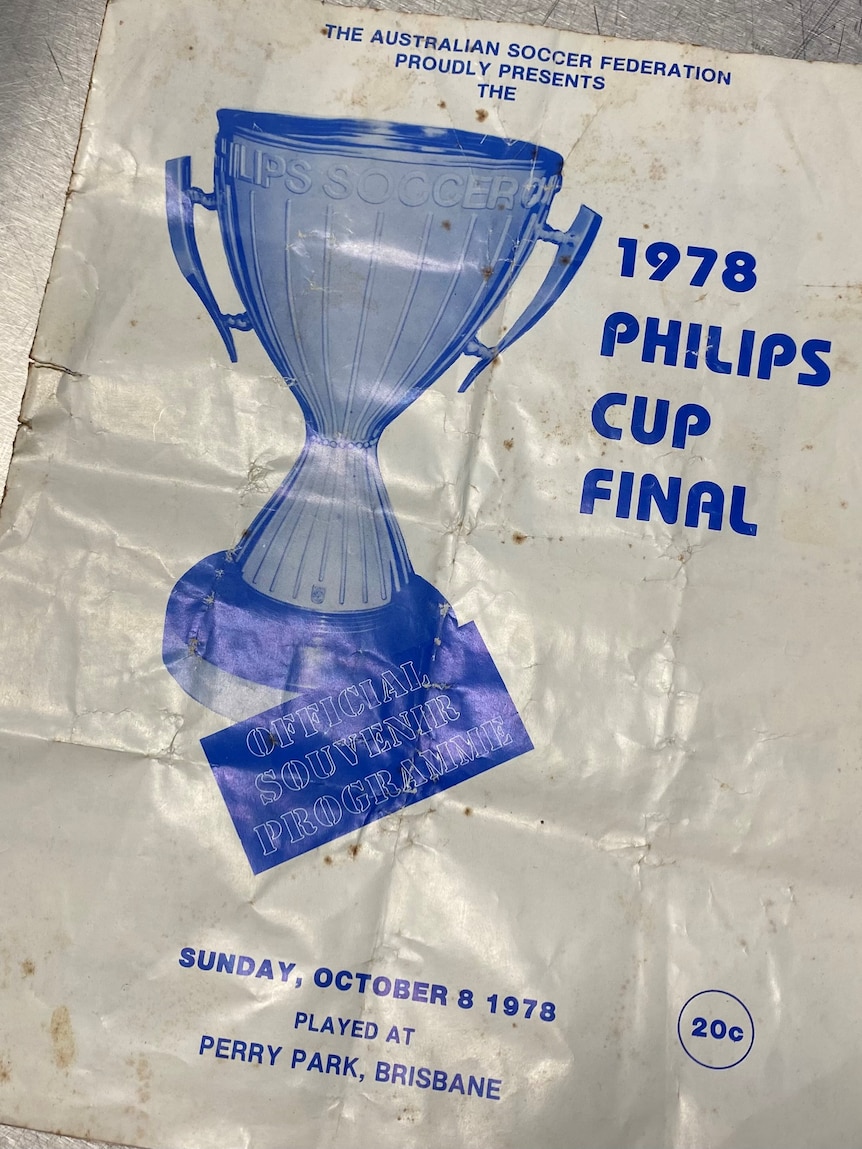 THE AUSTRALIAN SOCCER FEDERATION
PROUDLY PRESENTS
THE
SOCCER
1978
PHILIPS
CUP
FINAL
OFFICIAL
SOUVENIR
PROGRAMME
SUNDAY, OCTOBER 8 1978
PLAYED AT
PERRY PARK, BRISBANE
20c